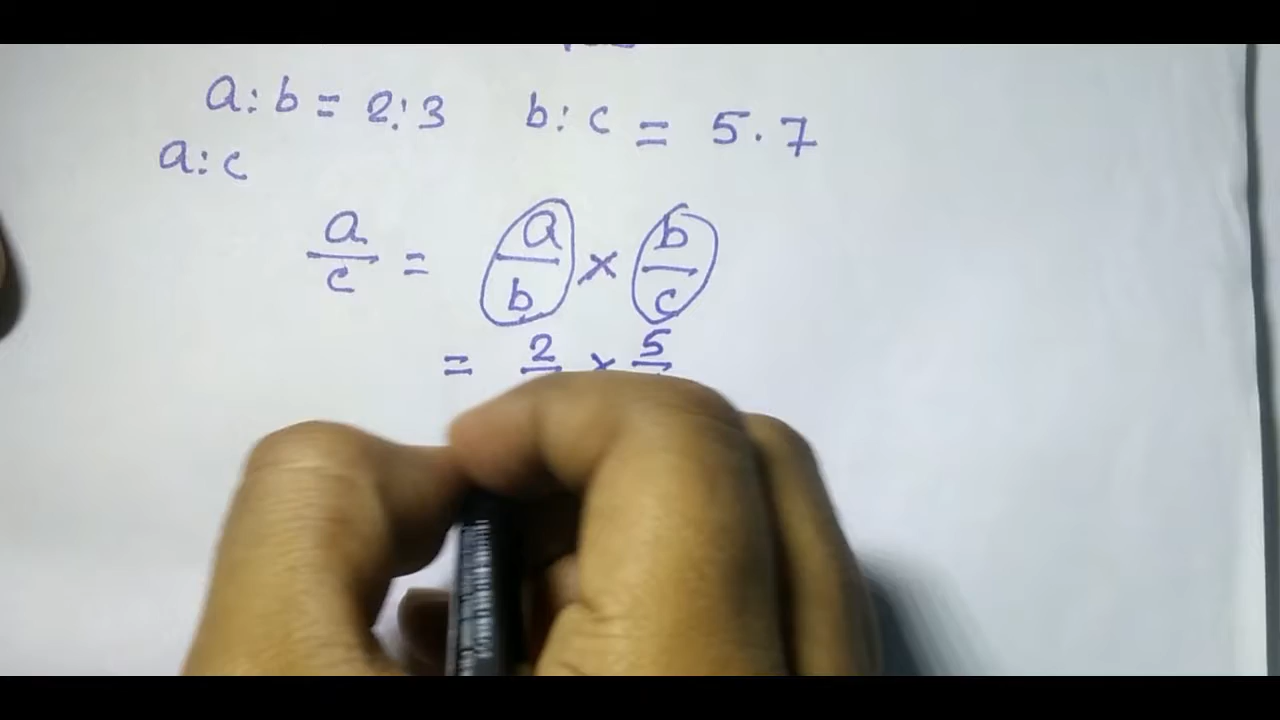 a:b = 2:3 b:c = 5.7
a:c
a/c = a/b × b/c
= 2 × 5